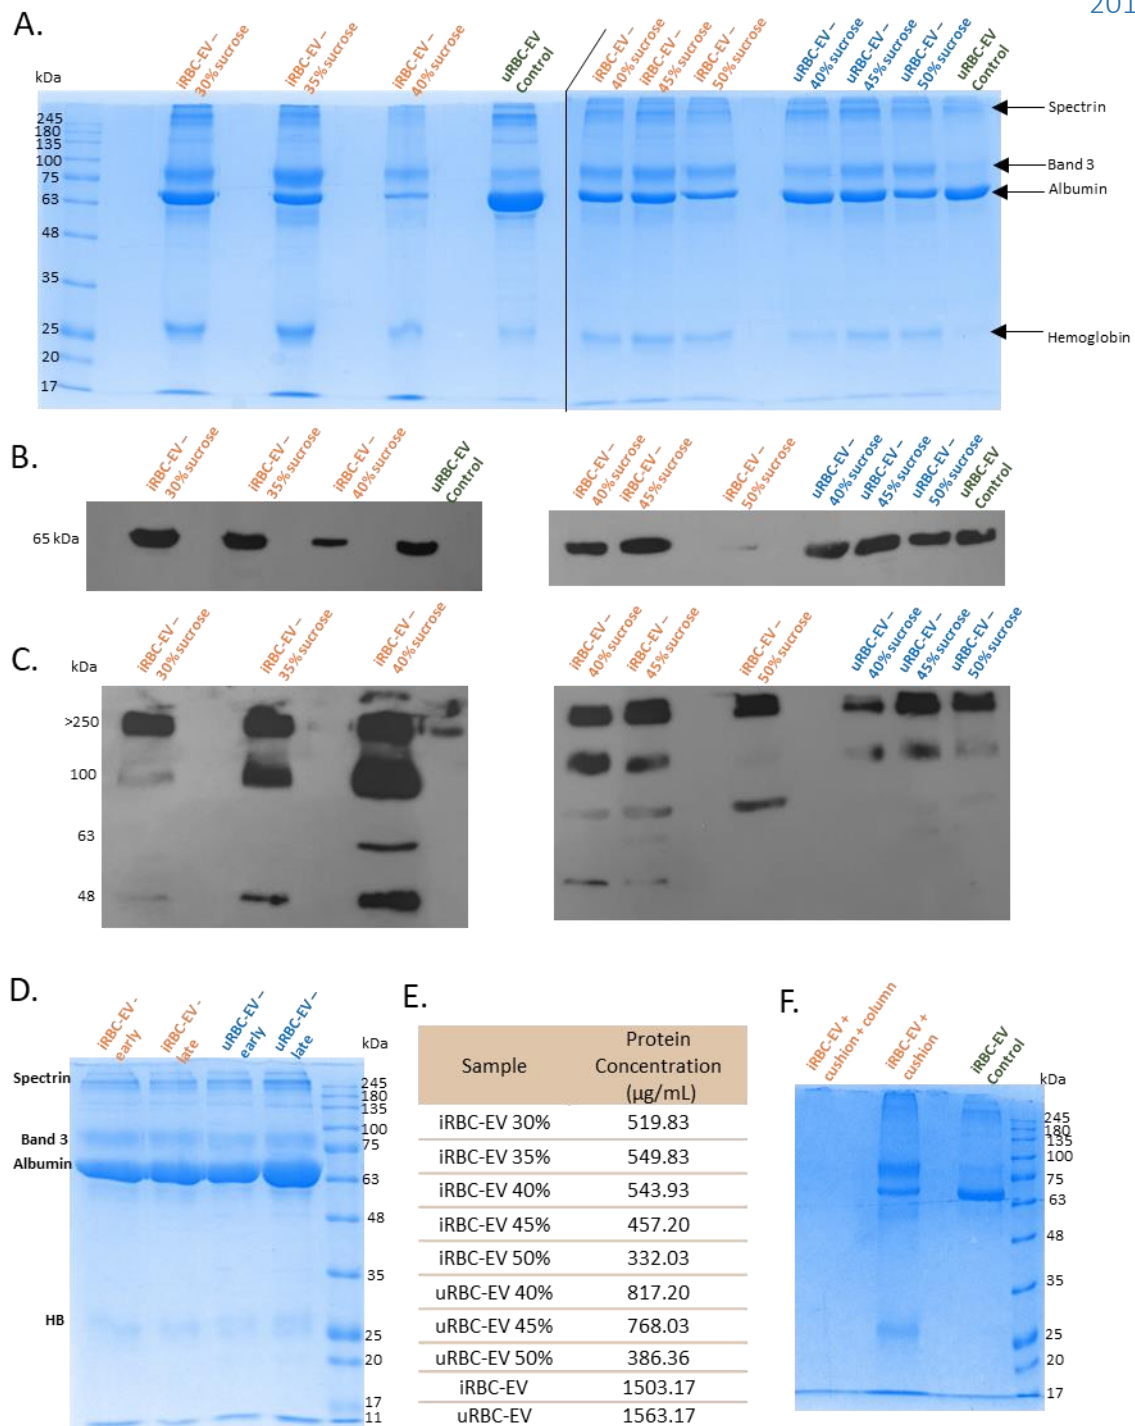 201
A.
iRBC-EV –
30% sucrose
iRBC-EV –
35% sucrose
iRBC-EV –
40% sucrose
uRBC-EV
Control
iRBC-EV –
40% sucrose
iRBC-EV –
45% sucrose
iRBC-EV –
50% sucrose
uRBC-EV –
40% sucrose
uRBC-EV –
45% sucrose
uRBC-EV –
50% sucrose
uRBC-EV
Control
kDa
245
180
135
100
75
63
48
35
25
20
17
Spectrin
Band 3
Albumin
Hemoglobin
B.
iRBC-EV –
30% sucrose
iRBC-EV –
35% sucrose
iRBC-EV –
40% sucrose
uRBC-EV
Control
iRBC-EV –
40% sucrose
iRBC-EV –
45% sucrose
iRBC-EV –
50% sucrose
uRBC-EV –
40% sucrose
uRBC-EV –
45% sucrose
uRBC-EV –
50% sucrose
uRBC-EV
Control
65 kDa
C.
iRBC-EV –
30% sucrose
iRBC-EV –
35% sucrose
iRBC-EV –
40% sucrose
iRBC-EV –
40% sucrose
iRBC-EV –
45% sucrose
iRBC-EV –
50% sucrose
uRBC-EV –
40% sucrose
uRBC-EV –
45% sucrose
uRBC-EV –
50% sucrose
kDa
>250
100
63
48
D.
iRBC-EV-
early
iRBC-EV-
late
uRBC-EV –
early
uRBC-EV –
late
kDa
Spectrin
Band 3
Albumin
HB
245
180
135
100
75
63
48
35
25
20
17
11
E.
Sample Protein Concentration (µg/mL)
iRBC-EV 30% 519.83
iRBC-EV 35% 549.83
iRBC-EV 40% 543.93
iRBC-EV 45% 457.20
iRBC-EV 50% 332.03
uRBC-EV 40% 817.20
uRBC-EV 45% 768.03
uRBC-EV 50% 386.36
iRBC-EV 1503.17
uRBC-EV 1563.17
F.
iRBC-EV +
cushion + column
iRBC-EV +
cushion
iRBC-EV
Control
kDa
245
180
135
100
75
63
48
35
25
20
17